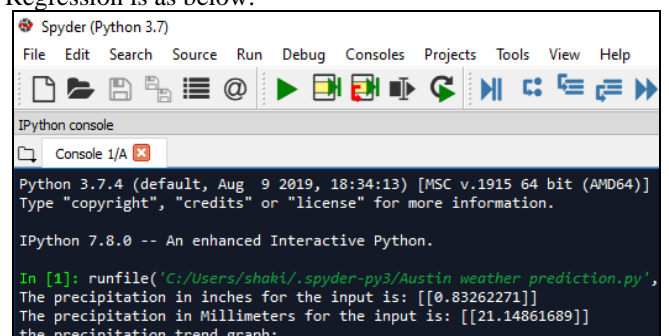 Regression is as below:
Spyder (Python 3.7)
File Edit Search Source Run Debug Consoles Projects Tools View Help
IPython console
Console 1/A
Python 3.7.4 (default, Aug 9 2019, 18:34:13) [MSC v.1915 64 bit (AMD64)]
Type "copyright", "credits" or "license" for more information.
IPython 7.8.0 -- An enhanced Interactive Python.
In [1]: runfile('C:/Users/shaki/.spyder-py3/Austin weather prediction.py',
The precipitation in inches for the input is: [[0.83262271]]
The precipitation in Millimeters for the input is: [[21.14861689]]
the precipitation trend graph: